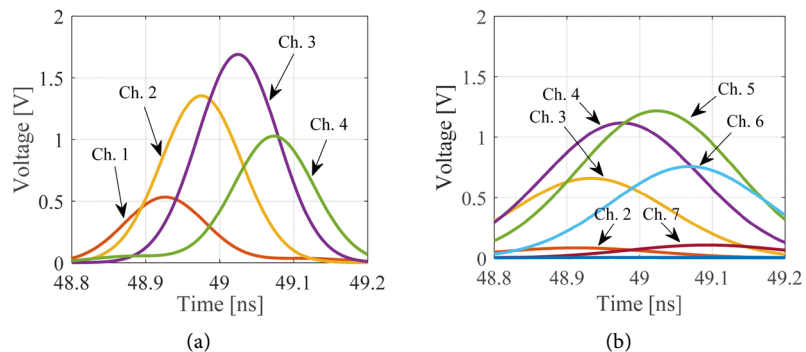 2
1.5
1
0.5
0
48.8 48.9 49 49.1 49.2
Voltage [V]
Time [ns]
Ch. 1
Ch. 2
Ch. 3
Ch. 4
(a)
2
1.5
1
0.5
0
48.8 48.9 49 49.1 49.2
Voltage [V]
Time [ns]
Ch. 4
Ch. 3
Ch. 5
Ch. 6
Ch. 2
Ch. 7
(b)